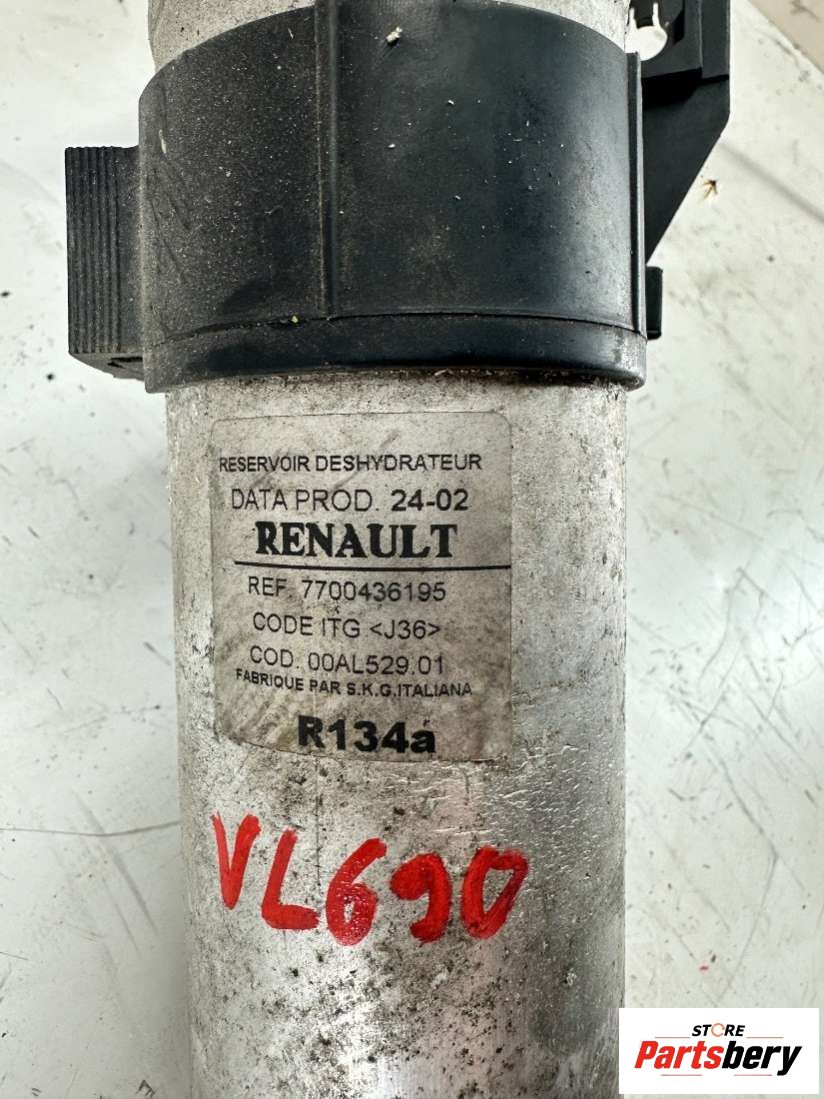 RESERVOIR DESHYDRATEUR
DATA PROD. 24-02
RENAULT
REF. 7700436195
CODE ITG <J36>
COD. 00AL529.01
FABRIQUE PAR S.K.G.ITALIANA
R134a
VL690
STORE
Partsbery